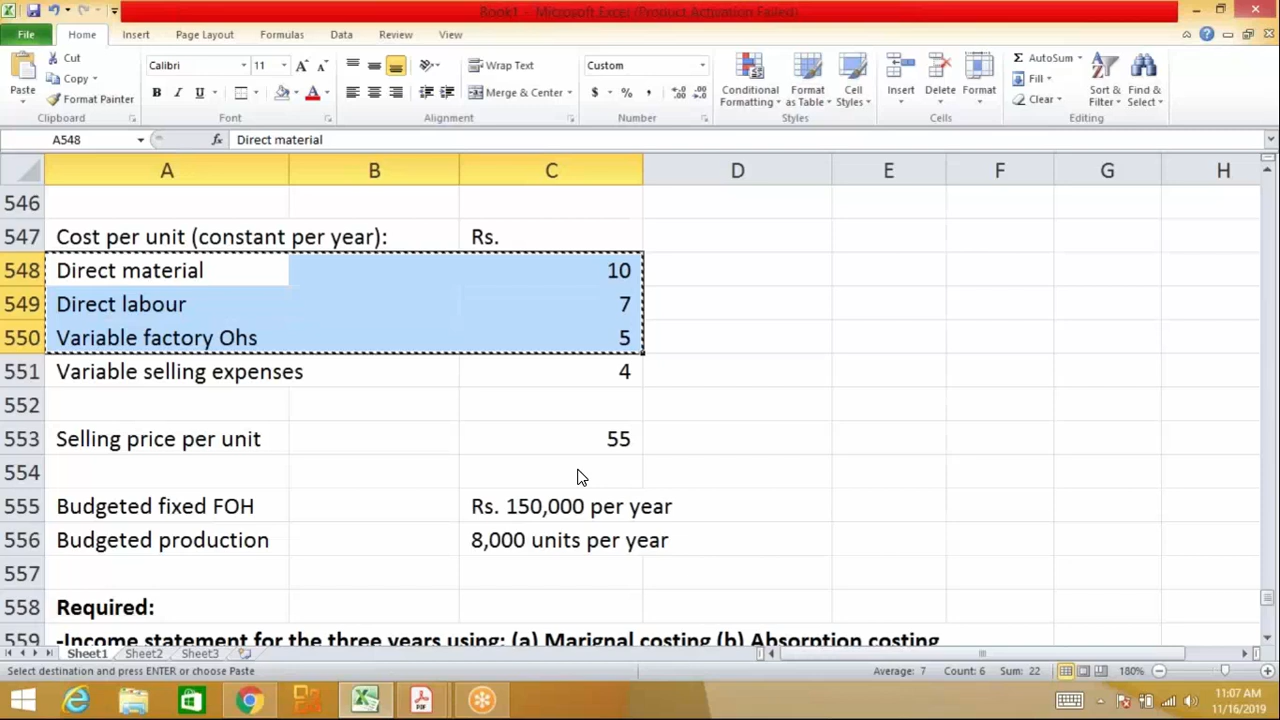 Book1 - Microsoft Excel (Product Activation Failed)
File Home Insert Page Layout Formulas Data Review View
Cut
Copy
Format Painter
Paste
Clipboard
Calibri 11
B I U
Font
Wrap Text
Merge & Center
Alignment
Custom
$ % ,
Number
Conditional Formatting
Format as Table
Cell Styles
Styles
Insert Delete Format
Cells
AutoSum
Fill
Clear
Sort & Filter
Find & Select
Editing
A548 fx Direct material
A B C D E F G H
546
547 Cost per unit (constant per year): Rs.
548 Direct material 10
549 Direct labour 7
550 Variable factory Ohs 5
551 Variable selling expenses 4
552
553 Selling price per unit 55
554
555 Budgeted fixed FOH Rs. 150,000 per year
556 Budgeted production 8,000 units per year
557
558 Required:
559 -Income statement for the three years using: (a) Marignal costing (b) Absorption costing
Sheet1 Sheet2 Sheet3
Select destination and press ENTER or choose Paste Average: 7 Count: 6 Sum: 22 180%
PDF
11:07 AM
11/16/2019